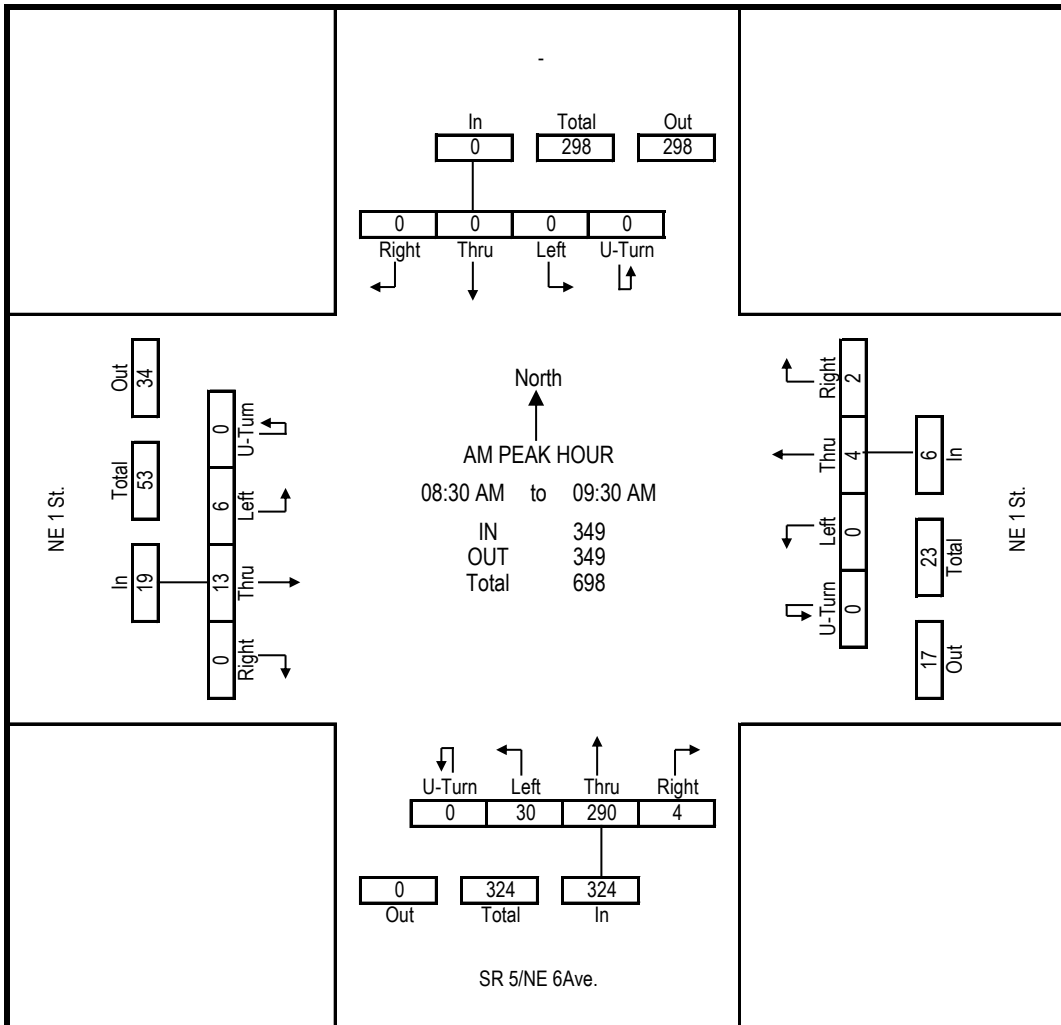 -
In Total Out
0 298 298
0 0 0 0
Right Thru Left U-Turn
NE 1 St.
Out Total In
34 53 19
0 6 13 0
U-Turn Left Thru Right
North
AM PEAK HOUR
08:30 AM to 09:30 AM
IN 349
OUT 349
Total 698
Right Thru Left U-Turn
2 4 0 0
6 23 17
In Total Out
NE 1 St.
U-Turn Left Thru Right
0 30 290 4
0 324 324
Out Total In
SR 5/NE 6Ave.